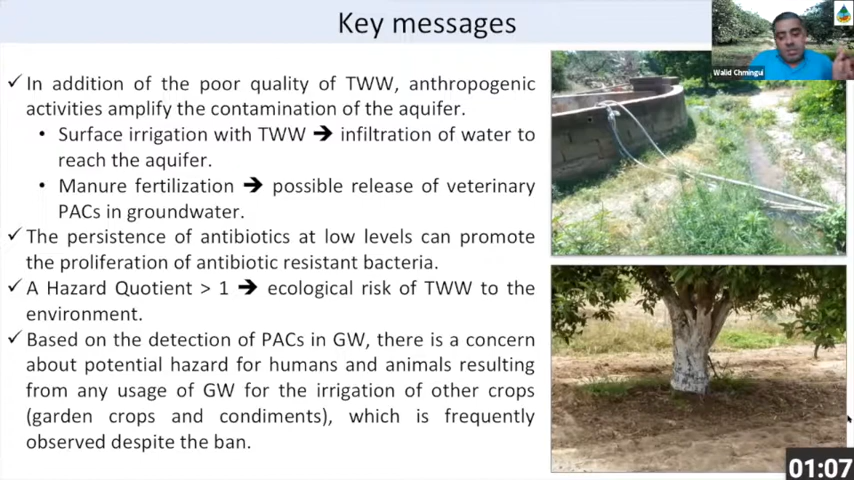 Key messages
Walid Chmingui
✓ In addition of the poor quality of TWW, anthropogenic
activities amplify the contamination of the aquifer.
• Surface irrigation with TWW ➔ infiltration of water to
reach the aquifer.
• Manure fertilization ➔ possible release of veterinary
PACs in groundwater.
✓ The persistence of antibiotics at low levels can promote
the proliferation of antibiotic resistant bacteria.
✓ A Hazard Quotient > 1 ➔ ecological risk of TWW to the
environment.
✓ Based on the detection of PACs in GW, there is a concern
about potential hazard for humans and animals resulting
from any usage of GW for the irrigation of other crops
(garden crops and condiments), which is frequently
observed despite the ban.
01:07